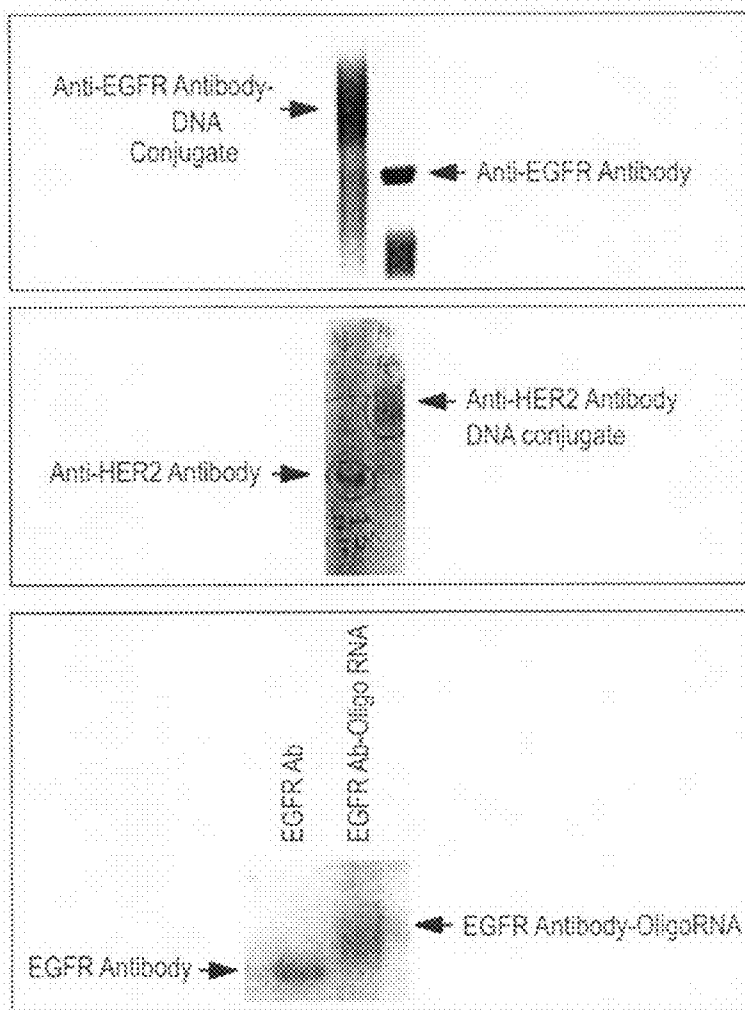 Anti-EGFR Antibody-
DNA
Conjugate
Anti-EGFR Antibody
Anti-HER2 Antibody
DNA conjugate
Anti-HER2 Antibody
EGFR Ab
EGFR Ab-Oligo RNA
EGFR Antibody-OligoRNA
EGFR Antibody